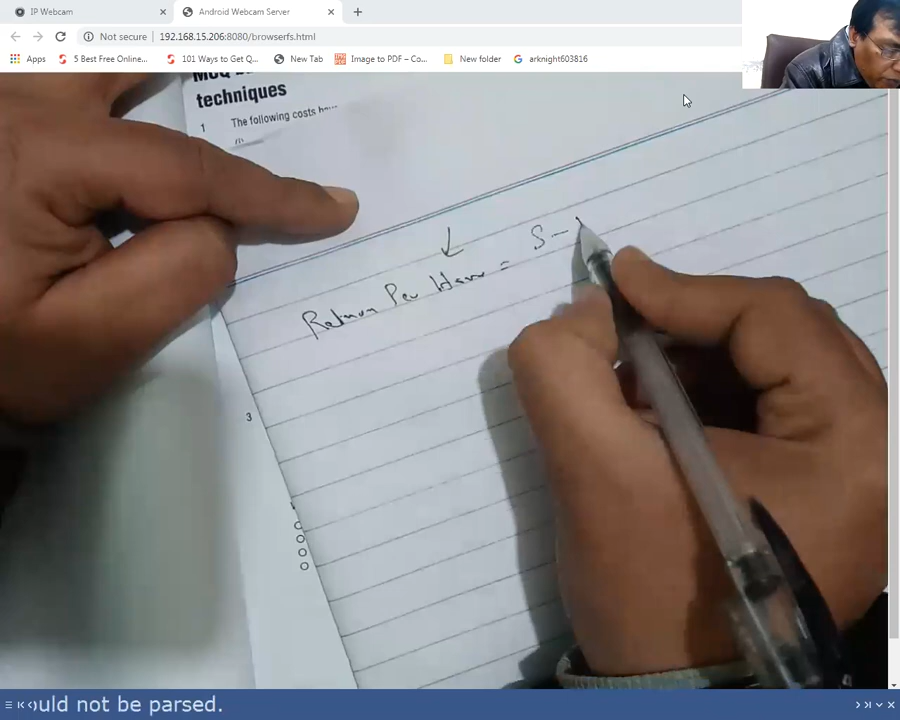 IP Webcam
Android Webcam Server
Not secure
192.168.15.206:8080/browserfs.html
Apps
5 Best Free Online...
101 Ways to Get Q...
New Tab
Image to PDF – Co...
New folder
arknight603816
techniques
1
The following costs
Return Per Hour = S -
3
ould not be parsed.